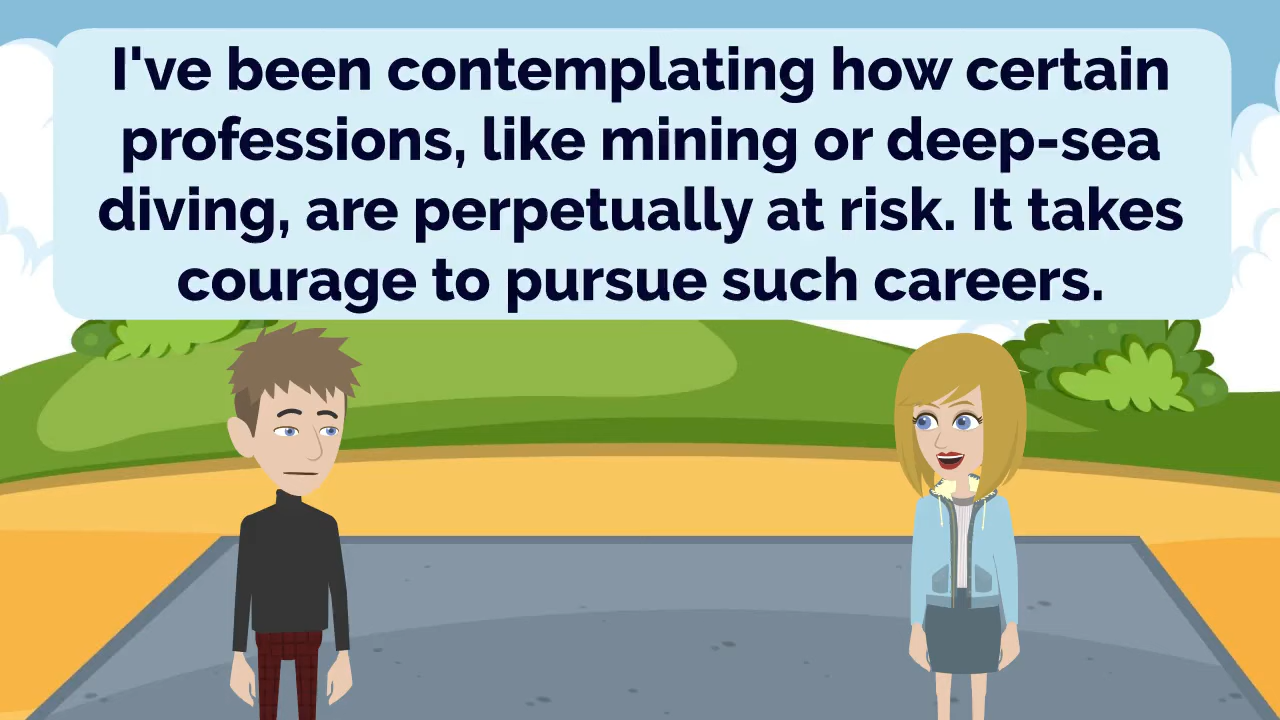 I've been contemplating how certain
professions, like mining or deep-sea
diving, are perpetually at risk. It takes
courage to pursue such careers.